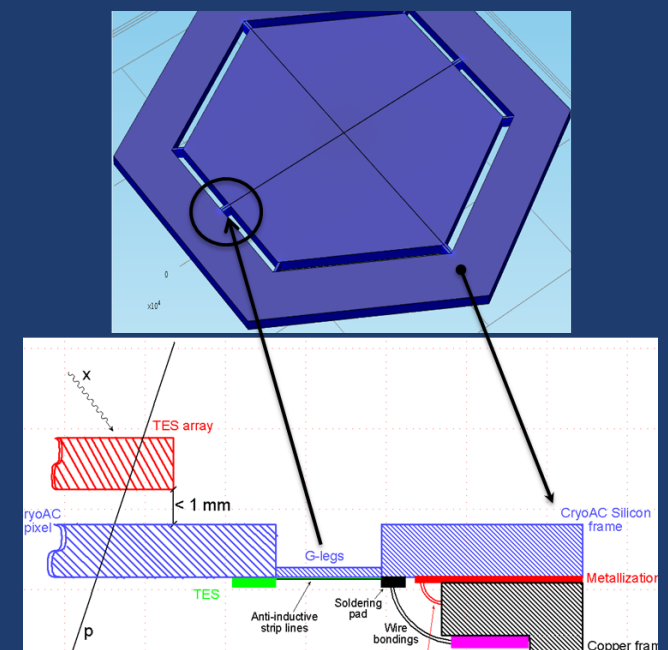 0
x10⁴
x
TES array
< 1 mm
ryoAC
pixel
CryoAC Silicon
frame
G-legs
Metallization
TES
Soldering
pad
Anti-inductive
strip lines
Wire
bondings
p
Copper fram